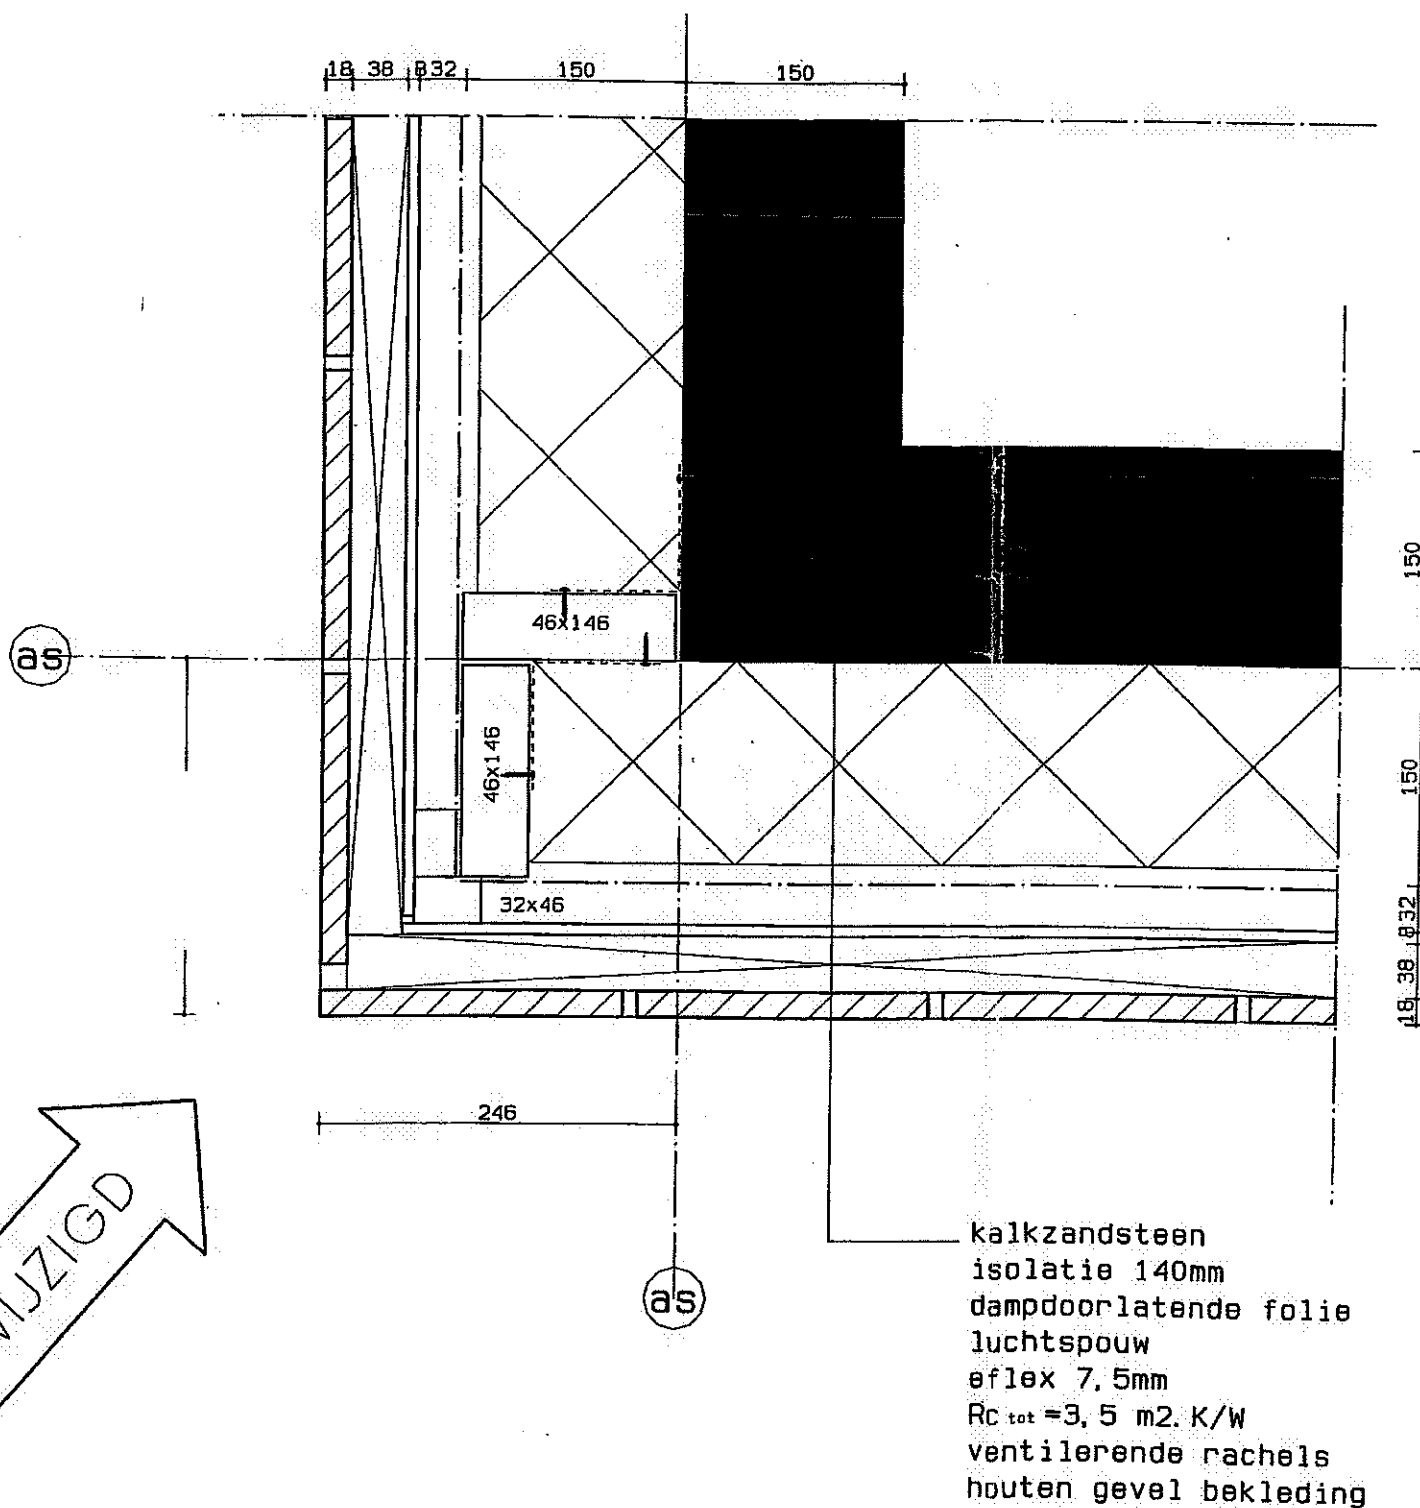 18 38 8 32 150 150
46x146
as
46x146
32x46
150
150
18 38 8 32
246
as
WIJZIGD
kalkzandsteen
isolatie 140mm
dampdoorlatende folie
luchtspouw
eflex 7,5mm
Rc tot =3,5 m2.K/W
ventilerende rachels
houten gevel bekleding